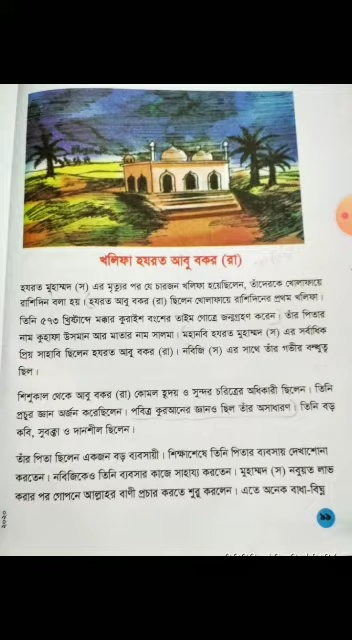 খলিফা হযরত আবু বকর (রা)
হযরত মুহাম্মদ (স) এর মৃত্যুর পর যে চারজন খলিফা হয়েছিলেন, তাঁদেরকে খোলাফায়ে
রাশিদিন বলা হয়। হযরত আবু বকর (রা) ছিলেন খোলাফায়ে রাশিদিনের প্রথম খলিফা।
তিনি ৫৭৩ খ্রিষ্টাব্দে মক্কার কুরাইশ বংশের তাইম গোত্রে জন্মগ্রহণ করেন। তাঁর পিতার
নাম কুহাফা উসমান আর মাতার নাম সালমা। মহানবি হযরত মুহাম্মদ (স) এর সর্বাধিক
প্রিয় সাহাবি ছিলেন হযরত আবু বকর (রা)। নবিজি (স) এর সাথে তাঁর গভীর বন্ধুত্ব
ছিল।
শিশুকাল থেকে আবু বকর (রা) কোমল হৃদয় ও সুন্দর চরিত্রের অধিকারী ছিলেন। তিনি
প্রচুর জ্ঞান অর্জন করেছিলেন। পবিত্র কুরআনের জ্ঞানও ছিল তাঁর অসাধারণ। তিনি বড়
কবি, সুবক্তা ও দানশীল ছিলেন।
তাঁর পিতা ছিলেন একজন বড় ব্যবসায়ী। শিক্ষাশেষে তিনি পিতার ব্যবসায় দেখাশোনা
করতেন। নবিজিকেও তিনি ব্যবসার কাজে সাহায্য করতেন। মুহাম্মদ (স) নবুয়ত লাভ
করার পর গোপনে আল্লাহর বাণী প্রচার করতে শুরু করলেন। এতে অনেক বাধা-বিঘ্ন
৯৯
২০২০